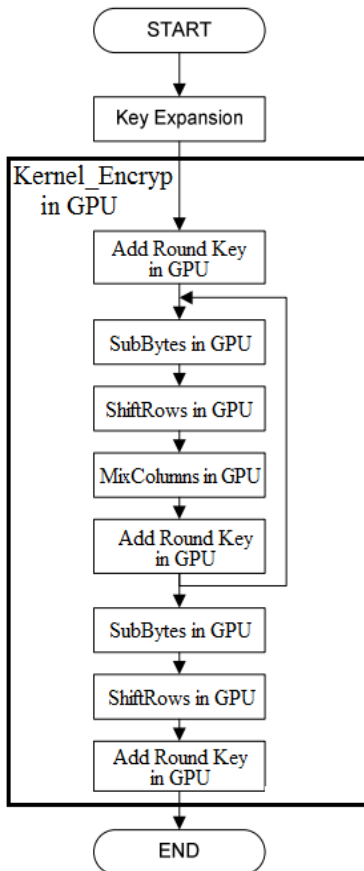 START
Key Expansion
Kernel_Encryp
in GPU
Add Round Key
in GPU
SubBytes in GPU
ShiftRows in GPU
MixColumns in GPU
Add Round Key
in GPU
SubBytes in GPU
ShiftRows in GPU
Add Round Key
in GPU
END